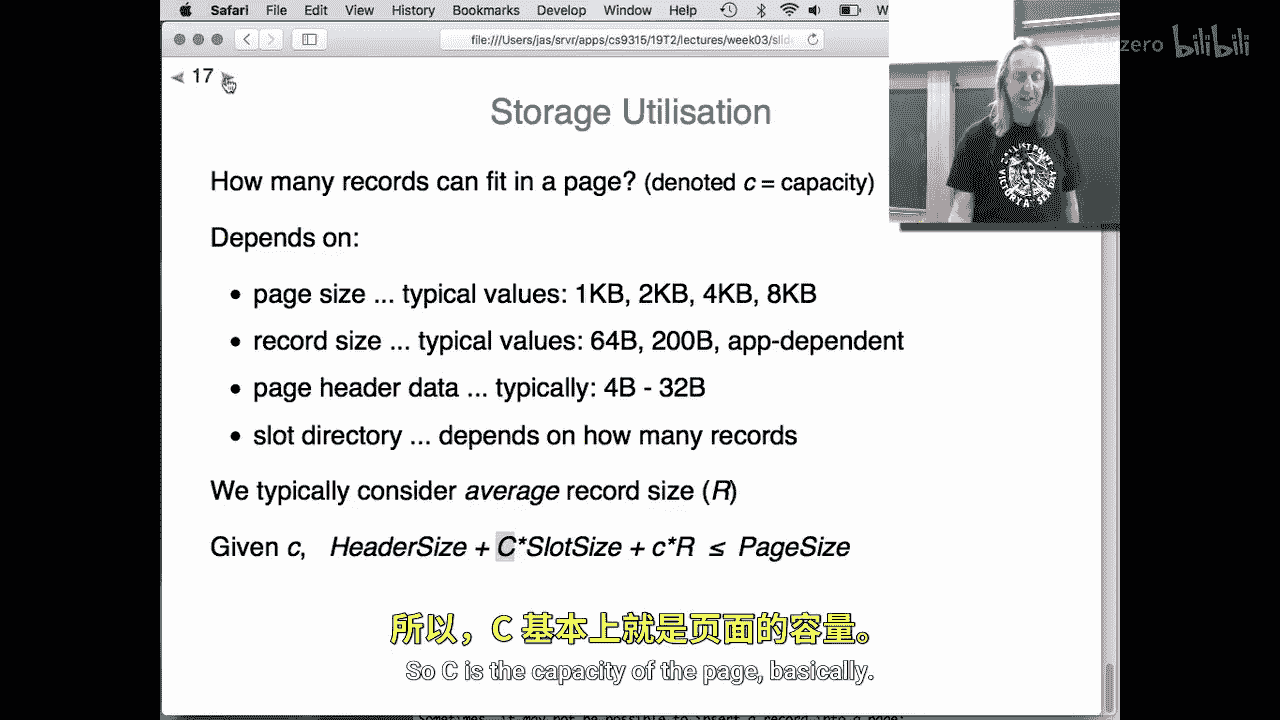 Safari File Edit View History Bookmarks Develop Window Help
file:///Users/jas/srvr/apps/cs9315/19T2/lectures/week03/slid
bilibili
17
Storage Utilisation
How many records can fit in a page? (denoted c = capacity)
Depends on:
• page size ... typical values: 1KB, 2KB, 4KB, 8KB
• record size ... typical values: 64B, 200B, app-dependent
• page header data ... typically: 4B - 32B
• slot directory ... depends on how many records
We typically consider average record size (R)
Given c, HeaderSize + C*SlotSize + c*R ≤ PageSize
所以，C 基本上就是页面的容量。
So C is the capacity of the page, basically.